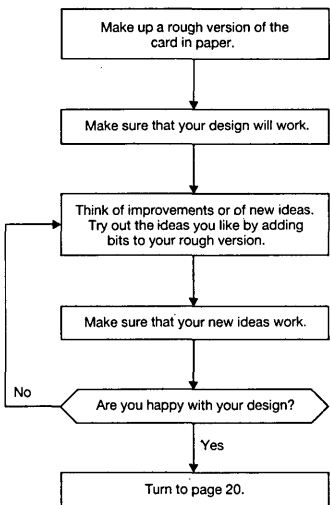 Make up a rough version of the
card in paper.
Make sure that your design will work.
Think of improvements or of new ideas.
Try out the ideas you like by adding
bits to your rough version.
Make sure that your new ideas work.
No
Are you happy with your design?
Yes
Turn to page 20.